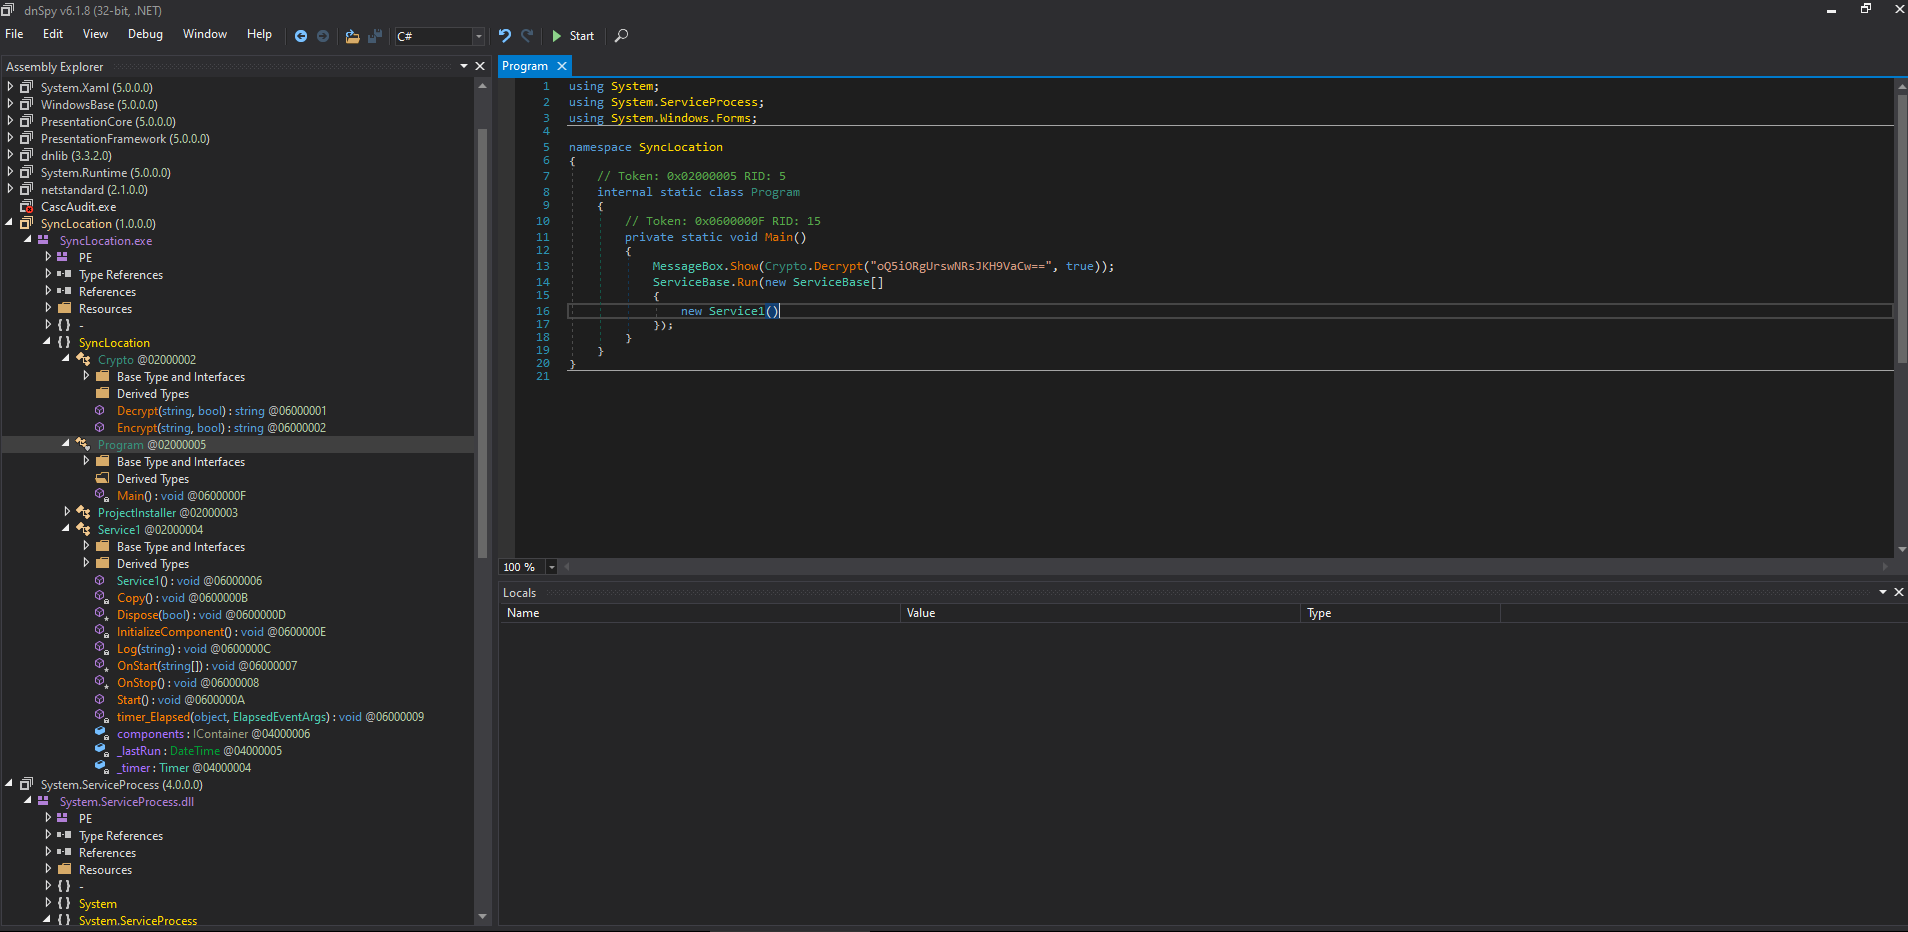 dnSpy v6.1.8 (32-bit, .NET)
File Edit View Debug Window Help C# Start
Assembly Explorer
System.Xaml (5.0.0.0)
WindowsBase (5.0.0.0)
PresentationCore (5.0.0.0)
PresentationFramework (5.0.0.0)
dnlib (3.3.2.0)
System.Runtime (5.0.0.0)
netstandard (2.1.0.0)
CascAudit.exe
SyncLocation (1.0.0.0)
SyncLocation.exe
PE
Type References
References
Resources
{ } -
{ } SyncLocation
Crypto @02000002
Base Type and Interfaces
Derived Types
Decrypt(string, bool) : string @06000001
Encrypt(string, bool) : string @06000002
Program @02000005
Base Type and Interfaces
Derived Types
Main() : void @0600000F
ProjectInstaller @02000003
Service1 @02000004
Base Type and Interfaces
Derived Types
Service1() : void @06000006
Copy() : void @0600000B
Dispose(bool) : void @0600000D
InitializeComponent() : void @0600000E
Log(string) : void @0600000C
OnStart(string[]) : void @06000007
OnStop() : void @06000008
Start() : void @0600000A
timer_Elapsed(object, ElapsedEventArgs) : void @06000009
components : IContainer @04000006
_lastRun : DateTime @04000005
_timer : Timer @04000004
System.ServiceProcess (4.0.0.0)
System.ServiceProcess.dll
PE
Type References
References
Resources
{ } -
{ } System
{ } System.ServiceProcess
Program
1 using System;
2 using System.ServiceProcess;
3 using System.Windows.Forms;
4
5 namespace SyncLocation
6 {
7 // Token: 0x02000005 RID: 5
8 internal static class Program
9 {
10 // Token: 0x0600000F RID: 15
11 private static void Main()
12 {
13 MessageBox.Show(Crypto.Decrypt("oQ5iORgUrswNRsJKH9VaCw==", true));
14 ServiceBase.Run(new ServiceBase[]
15 {
16 new Service1()
17 });
18 }
19 }
20 }
21
100 %
Locals
Name Value Type